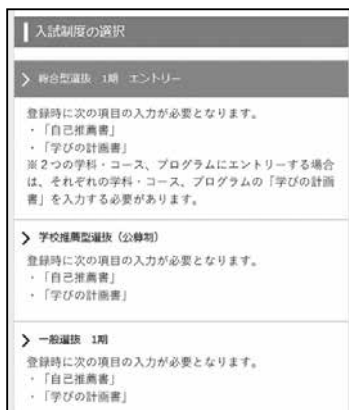 入試制度の選択
総合型選抜 1期 エントリー
登録時に次の項目の入力が必要となります。
・「自己推薦書」
・「学びの計画書」
※2つの学科・コース、プログラムにエントリーする場合
は、それぞれの学科・コース、プログラムの「学びの計画
書」を入力する必要があります。
学校推薦型選抜（公募制）
登録時に次の項目の入力が必要となります。
・「自己推薦書」
・「学びの計画書」
一般選抜 1期
登録時に次の項目の入力が必要となります。
・「自己推薦書」
・「学びの計画書」